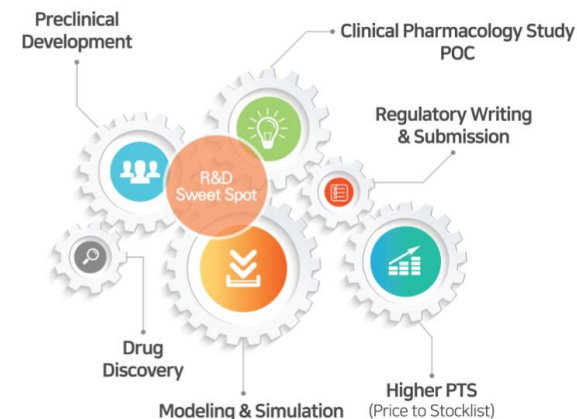 Preclinical
Development
Clinical Pharmacology Study
POC
Regulatory Writing
& Submission
R&D
Sweet Spot
Drug
Discovery
Modeling & Simulation
Higher PTS
(Price to Stocklist)